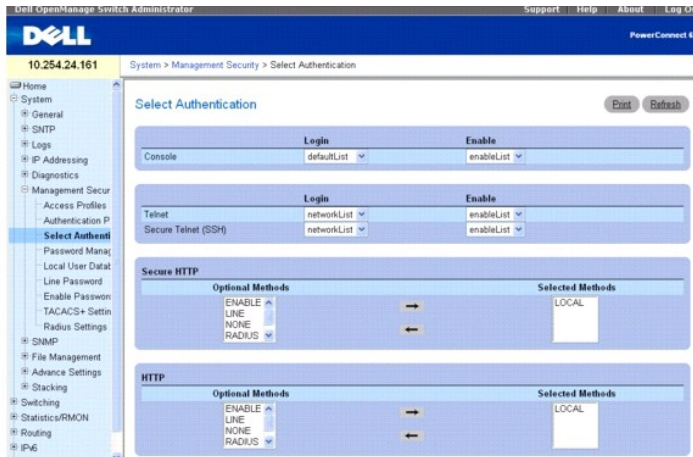 Dell OpenManage Switch Administrator
Support Help About Log O
DELL
PowerConnect 6
10.254.24.161
System > Management Security > Select Authentication
Home
System
General
SNTP
Logs
IP Addressing
Diagnostics
Management Secur
Access Profiles
Authentication P
Select Authenti
Password Manag
Local User Datab
Line Password
Enable Passwor
TACACS+ Settin
Radius Settings
SNMP
File Management
Advance Settings
Stacking
Switching
Statistics/RMON
Routing
IPv6
Select Authentication
Print Refresh
Login Enable
Console defaultList enableList
Login Enable
Telnet networkList enableList
Secure Telnet (SSH) networkList enableList
Secure HTTP
Optional Methods Selected Methods
ENABLE
LINE
NONE
RADIUS
LOCAL
HTTP
Optional Methods Selected Methods
ENABLE
LINE
NONE
RADIUS
LOCAL